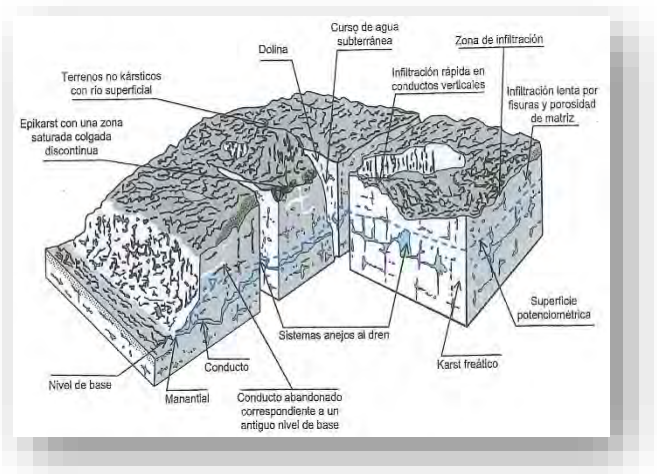 Curso de agua
subterránea
Dolina
Zona de infiltración
Terrenos no kársticos
con río superficial
Infiltración rápida en
conductos verticales
Infiltración lenta por
fisuras y porosidad
de matriz
Epikarst con una zona
saturada colgada
discontinua
Superficie
potenciométrica
Sistemas anejos al dren
Karst freático
Conducto
Nivel de base
Manantial
Conducto abandonado
correspondiente a un
antiguo nivel de base